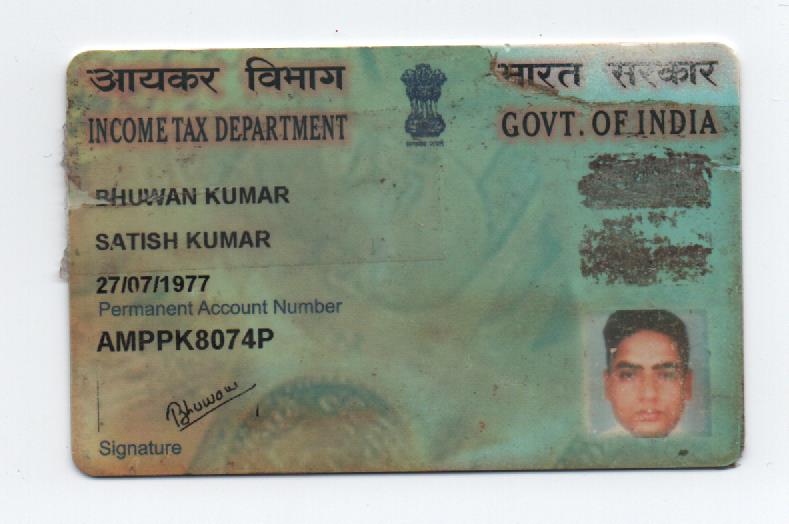 आयकर विभाग
भारत सरकार
INCOME TAX DEPARTMENT
GOVT. OF INDIA
BHUWAN KUMAR
SATISH KUMAR
27/07/1977
Permanent Account Number
AMPPK8074P
Bhuwan
Signature